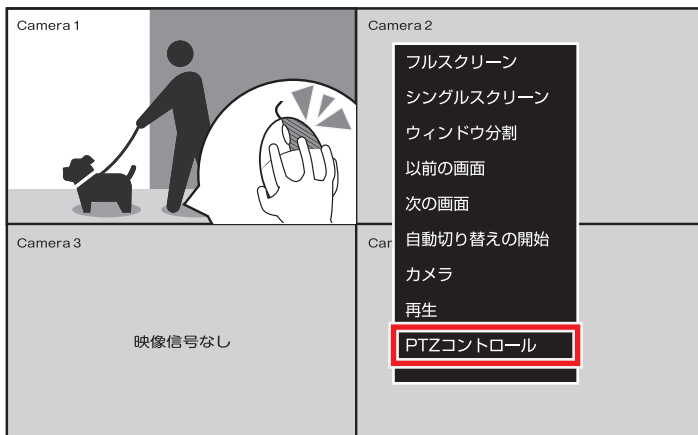 Camera 1
Camera 2
フルスクリーン
シングルスクリーン
ウィンドウ分割
以前の画面
次の画面
自動切り替えの開始
カメラ
再生
PTZコントロール
Camera 3
映像信号なし